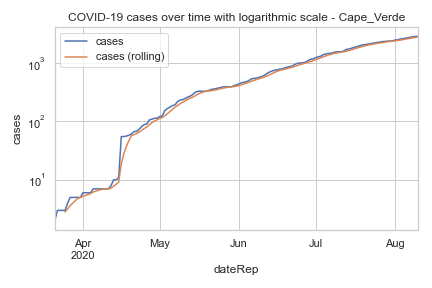 COVID-19 cases over time with logarithmic scale - Cape_Verde
cases
cases (rolling)
10³
10²
10¹
cases
Apr
2020
May
Jun
Jul
Aug
dateRep